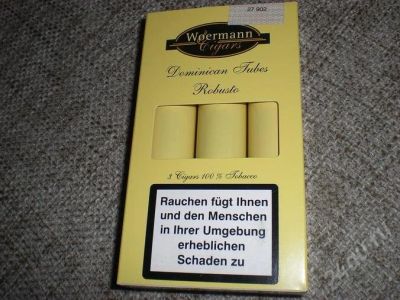 27 902
Woermann
Cigars
Dominican Tubes
Robusto
3 Cigars 100 % Tobacco
Rauchen fügt Ihnen
und den Menschen
in Ihrer Umgebung
erheblichen
Schaden zu